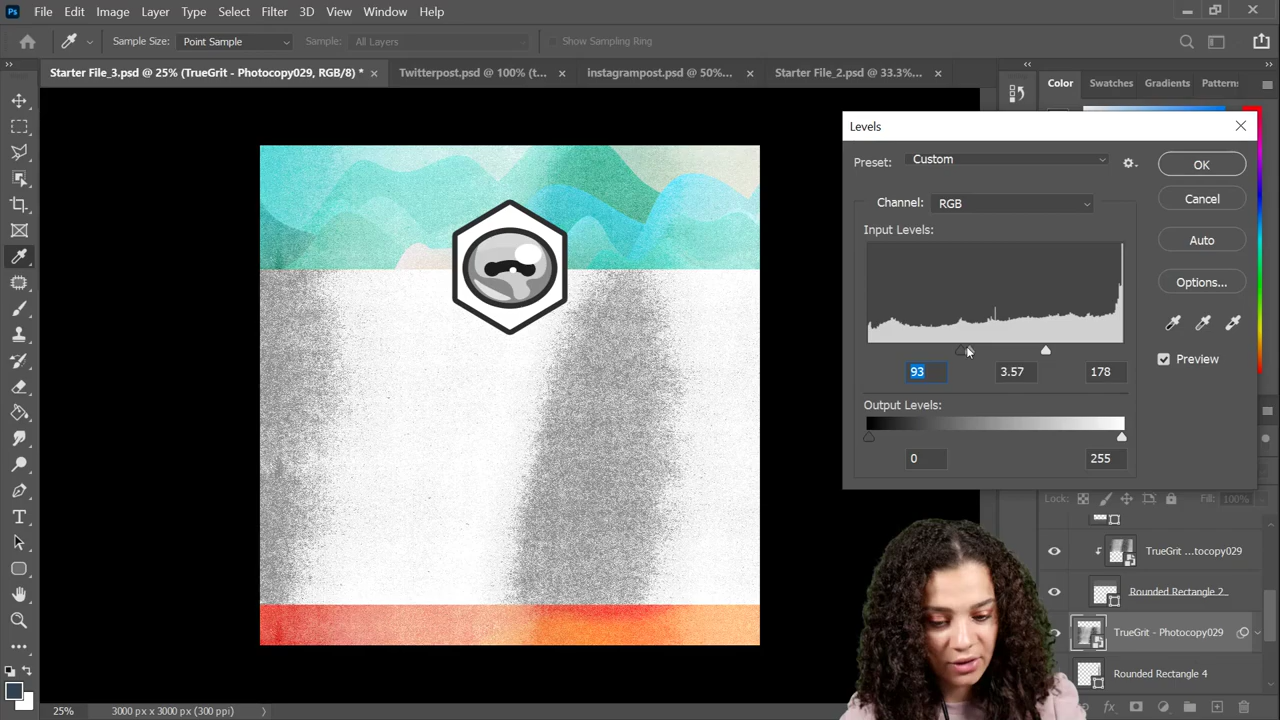 Ps File Edit Image Layer Type Select Filter 3D View Window Help
Sample Size: Point Sample Sample: All Layers Show Sampling Ring
Starter File_3.psd @ 25% (TrueGrit - Photocopy029, RGB/8) * × Twitterpost.psd @ 100% (t... × instagrampost.psd @ 50%... × Starter File_2.psd @ 33.3%... ×
Color Swatches Gradients Pattern:
Levels
Preset: Custom
OK
Channel: RGB
Cancel
Input Levels:
Auto
Options...
93 3.57 178
Preview
Output Levels:
0 255
Lock: Fill: 100%
TrueGrit ...tocopy029
Rounded Rectangle 2
TrueGrit - Photocopy029
Rounded Rectangle 4
25% 3000 px x 3000 px (300 ppi)